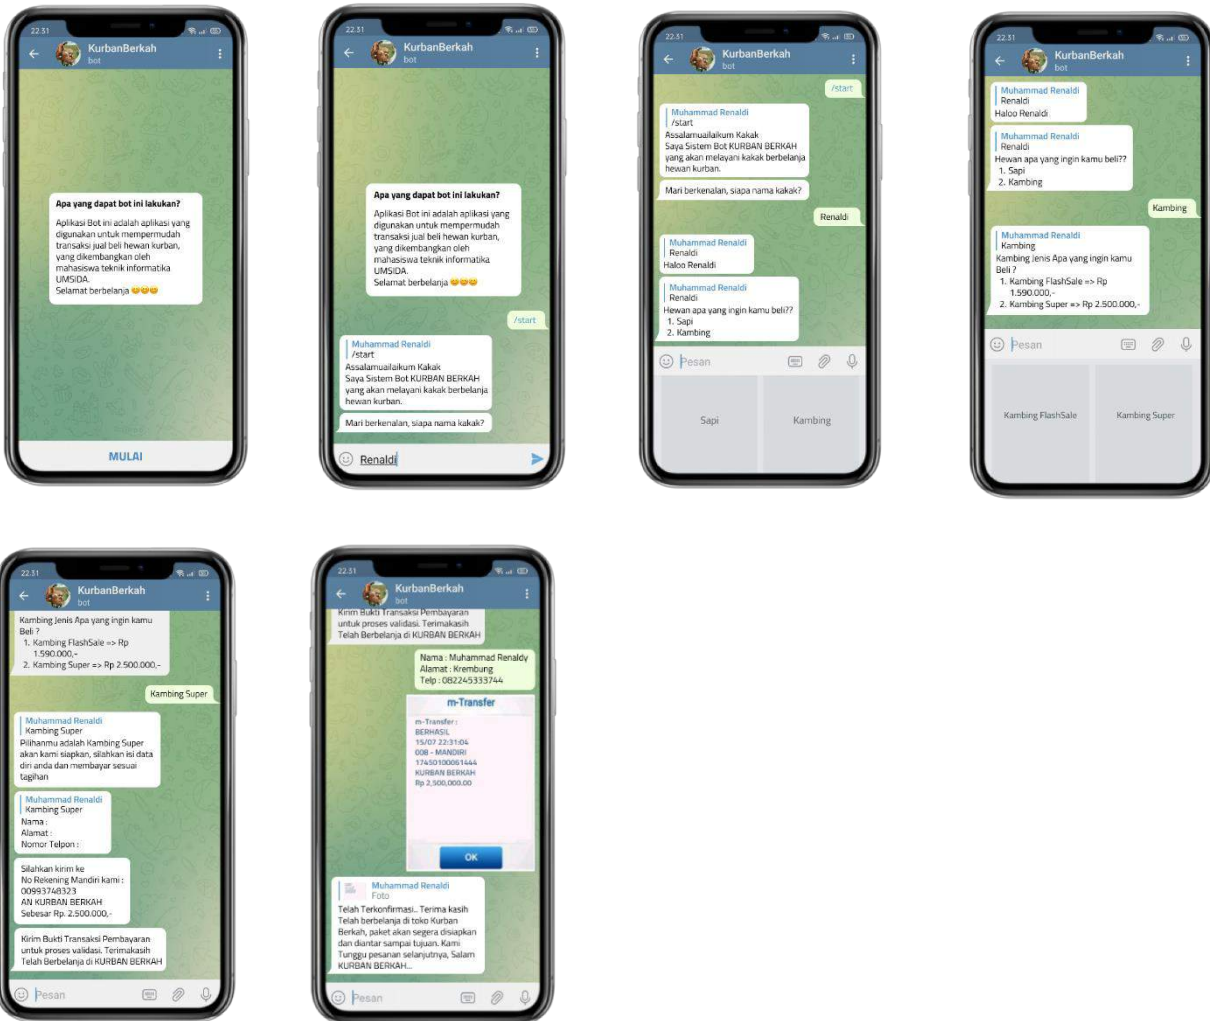 22.31
KurbanBerkah
bot
Apa yang dapat bot ini lakukan?
Aplikasi Bot ini adalah aplikasi yang
digunakan untuk mempermudah
transaksi jual beli hewan kurban,
yang dikembangkan oleh
mahasiswa teknik informatika
UMSIDA.
Selamat berbelanja 😊😊😊
MULAI
22.31
KurbanBerkah
bot
Apa yang dapat bot ini lakukan?
Aplikasi Bot ini adalah aplikasi yang
digunakan untuk mempermudah
transaksi jual beli hewan kurban,
yang dikembangkan oleh
mahasiswa teknik informatika
UMSIDA.
Selamat berbelanja 😊😊😊
/start
Muhammad Renaldi
/start
Assalamuailaikum Kakak
Saya Sistem Bot KURBAN BERKAH
yang akan melayani kakak berbelanja
hewan kurban.
Mari berkenalan, siapa nama kakak?
Renaldi
22.31
KurbanBerkah
bot
/start
Muhammad Renaldi
/start
Assalamuailaikum Kakak
Saya Sistem Bot KURBAN BERKAH
yang akan melayani kakak berbelanja
hewan kurban.
Mari berkenalan, siapa nama kakak?
Renaldi
Muhammad Renaldi
Renaldi
Haloo Renaldi
Muhammad Renaldi
Renaldi
Hewan apa yang ingin kamu beli??
1. Sapi
2. Kambing
Pesan
Sapi
Kambing
22.31
KurbanBerkah
bot
Muhammad Renaldi
Renaldi
Haloo Renaldi
Muhammad Renaldi
Renaldi
Hewan apa yang ingin kamu beli??
1. Sapi
2. Kambing
Kambing
Muhammad Renaldi
Kambing
Kambing Jenis Apa yang ingin kamu
Beli ?
1. Kambing FlashSale => Rp
1.590.000,-
2. Kambing Super => Rp 2.500.000,-
Pesan
Kambing FlashSale
Kambing Super
22.31
KurbanBerkah
bot
Kambing Jenis Apa yang ingin kamu
Beli ?
1. Kambing FlashSale => Rp
1.590.000,-
2. Kambing Super => Rp 2.500.000,-
Kambing Super
Muhammad Renaldi
Kambing Super
Pilihanmu adalah Kambing Super
akan kami siapkan, silahkan isi data
diri anda dan membayar sesuai
tagihan
Muhammad Renaldi
Kambing Super
Nama :
Alamat :
Nomor Telpon :
Silahkan kirim ke
No Rekening Mandiri kami :
00993748323
AN KURBAN BERKAH
Sebesar Rp. 2.500.000,-
Kirim Bukti Transaksi Pembayaran
untuk proses validasi. Terimakasih
Telah Berbelanja di KURBAN BERKAH
Pesan
22.31
KurbanBerkah
bot
Kirim Bukti Transaksi Pembayaran
untuk proses validasi. Terimakasih
Telah Berbelanja di KURBAN BERKAH
Nama : Muhammad Renaldy
Alamat : Krembung
Telp : 082245333744
m-Transfer
m-Transfer :
BERHASIL
15/07 22:31:04
008 - MANDIRI
17450100061444
KURBAN BERKAH
Rp 2,500,000.00
OK
Muhammad Renaldi
Foto
Telah Terkonfirmasi.. Terima kasih
Telah berbelanja di toko Kurban
Berkah, paket akan segera disiapkan
dan diantar sampai tujuan. Kami
Tunggu pesanan selanjutnya, Salam
KURBAN BERKAH...
Pesan